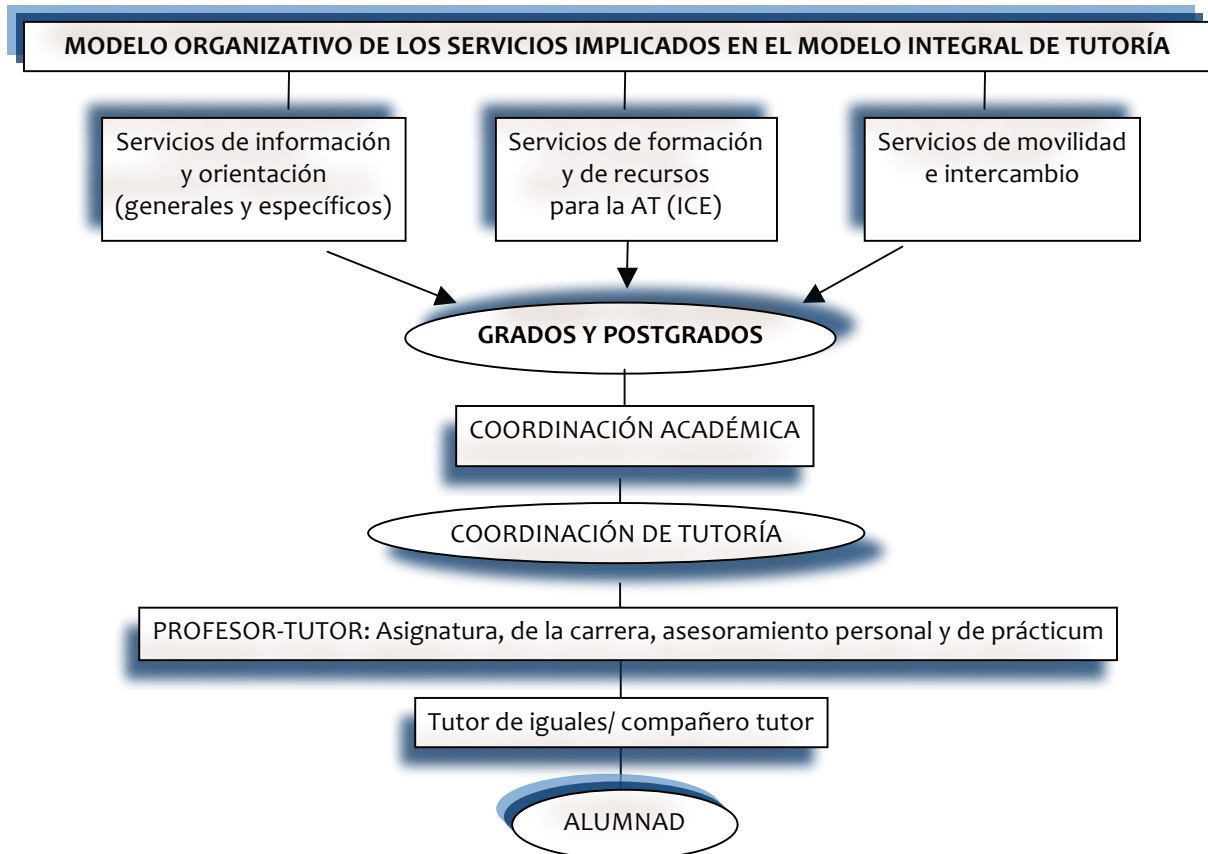 MODELO ORGANIZATIVO DE LOS SERVICIOS IMPLICADOS EN EL MODELO INTEGRAL DE TUTORÍA
Servicios de información
y orientación
(generales y específicos)
Servicios de formación
y de recursos
para la AT (ICE)
Servicios de movilidad
e intercambio
GRADOS Y POSTGRADOS
COORDINACIÓN ACADÉMICA
COORDINACIÓN DE TUTORÍA
PROFESOR-TUTOR: Asignatura, de la carrera, asesoramiento personal y de prácticum
Tutor de iguales/ compañero tutor
ALUMNAD